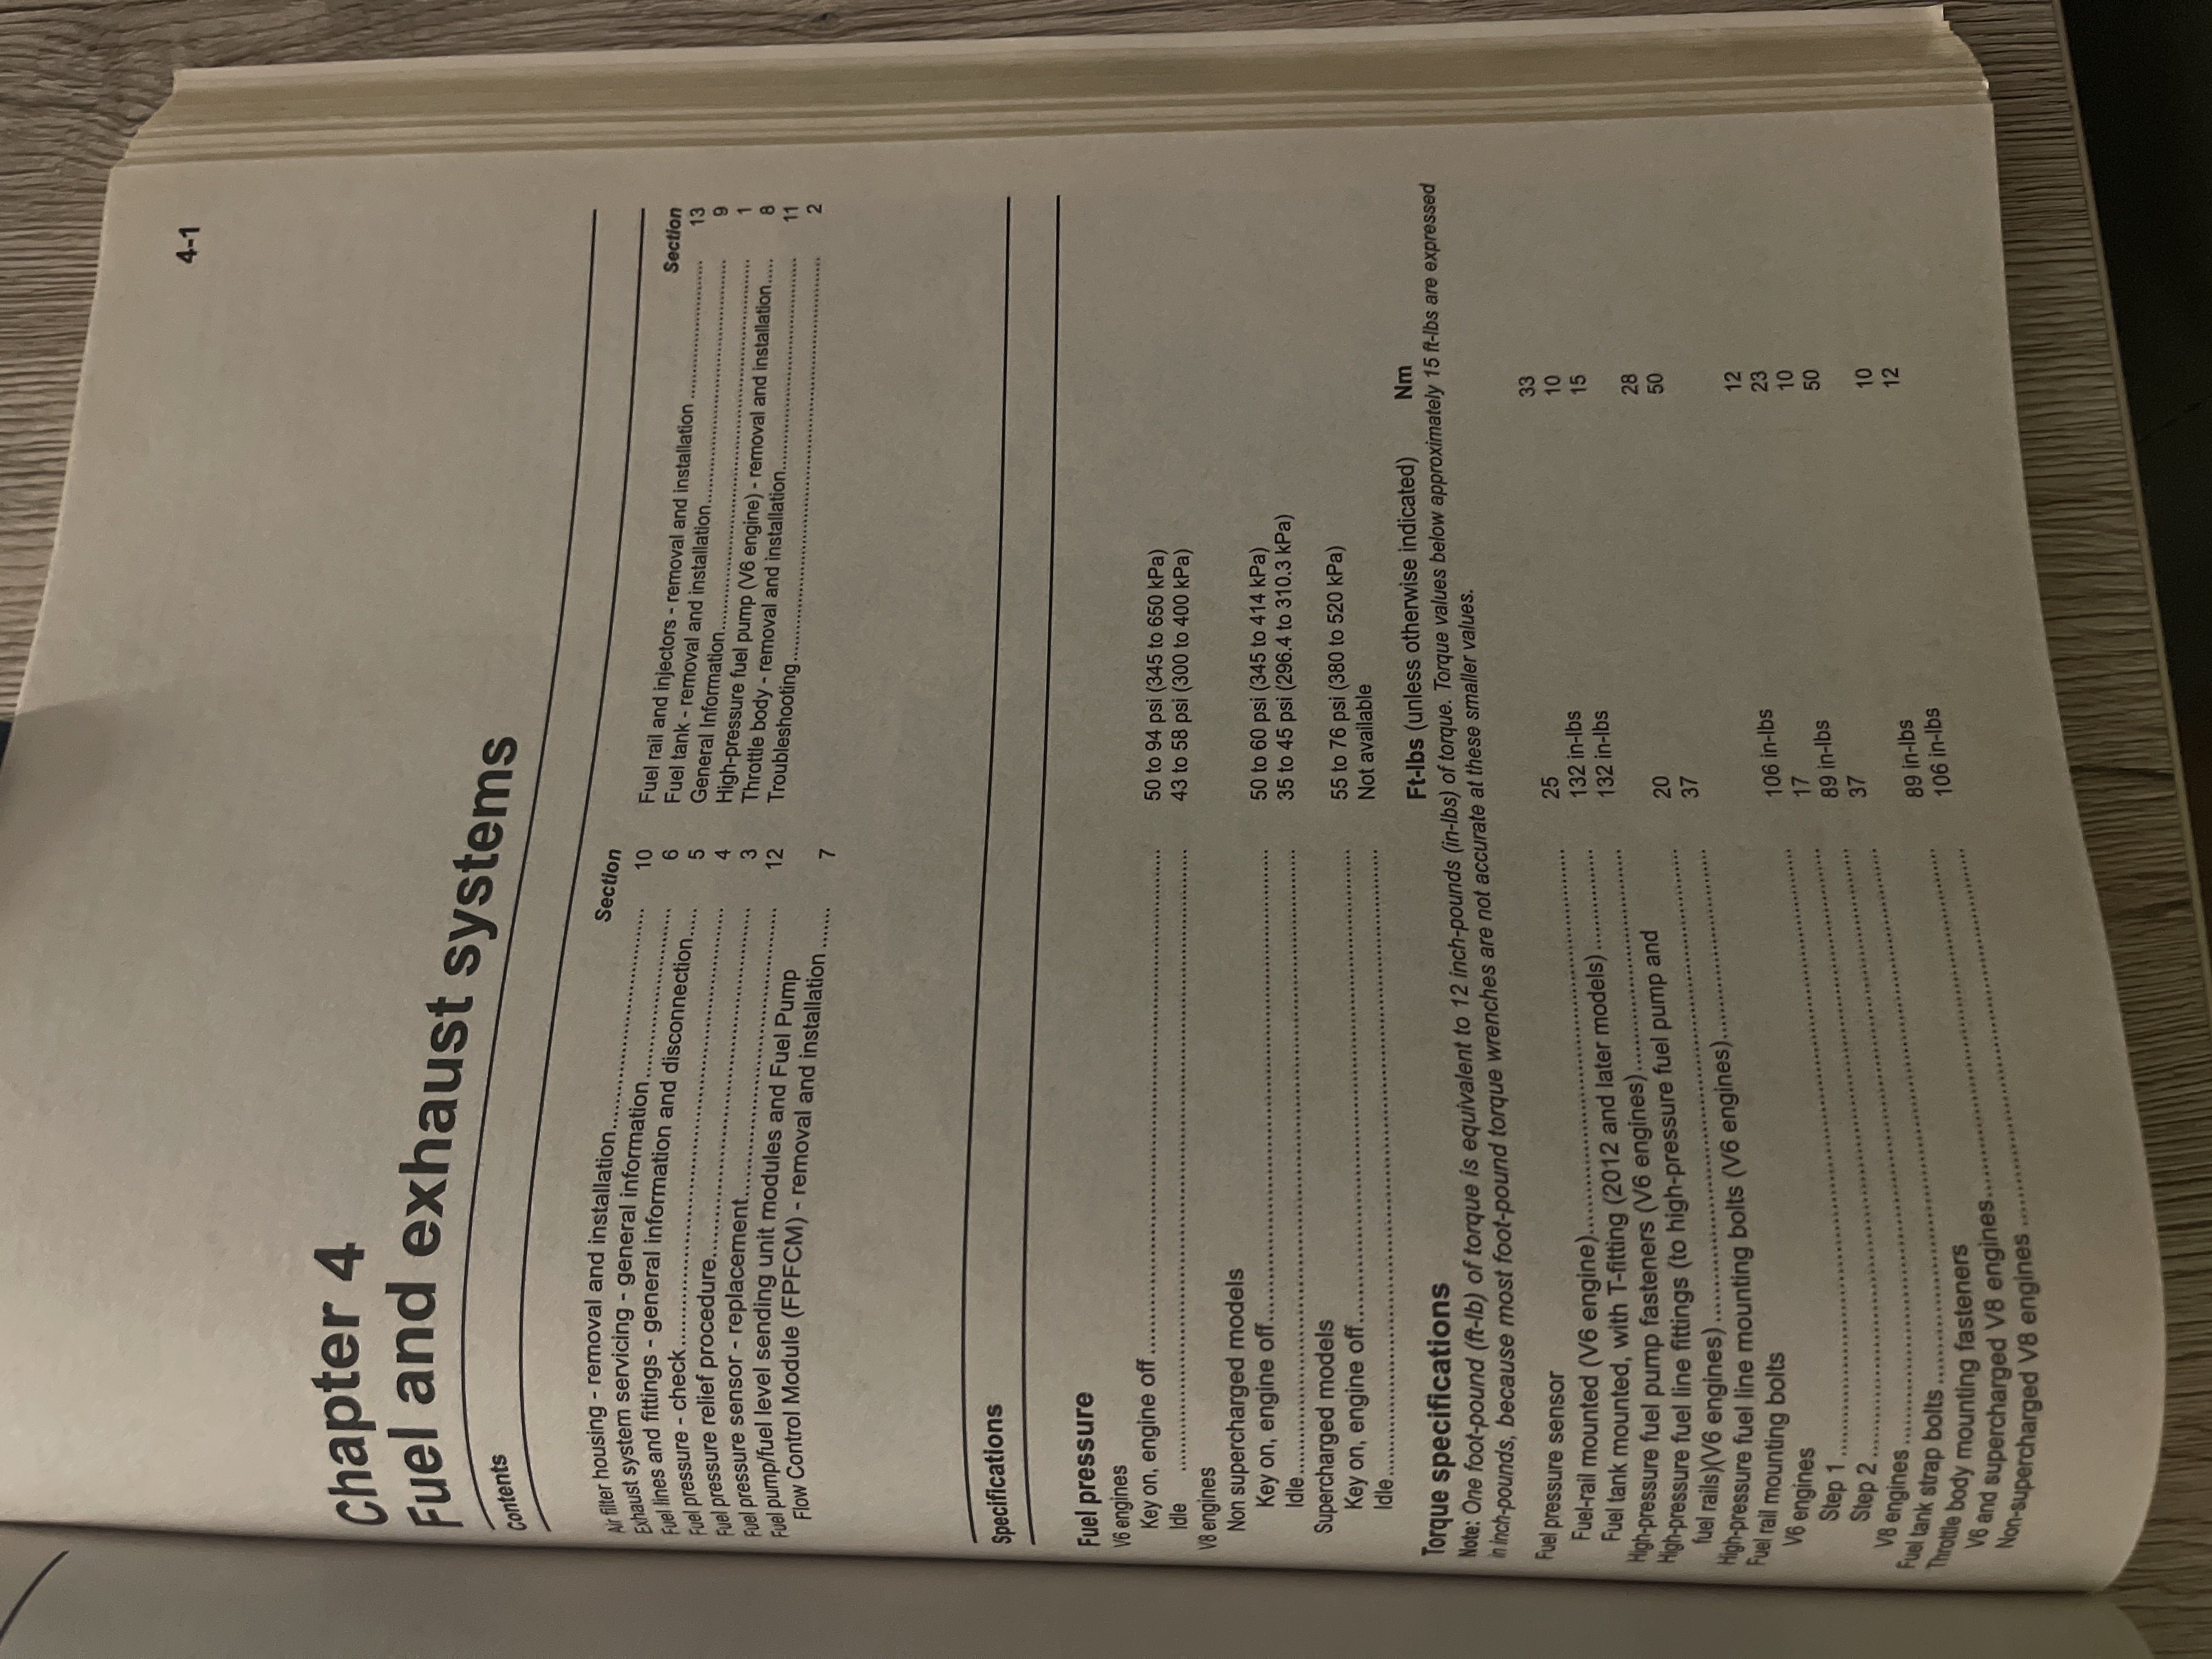 4-1
Chapter 4
Fuel and exhaust systems
Contents
Section
Air filter housing - removal and installation 10
Exhaust system servicing - general information 6
Fuel lines and fittings - general information and disconnection 5
Fuel pressure - check 4
Fuel pressure relief procedure 3
Fuel pressure sensor - replacement 12
Fuel pump/fuel level sending unit modules and Fuel Pump
Flow Control Module (FPFCM) - removal and installation 7
Section
Fuel rail and injectors - removal and installation 13
Fuel tank - removal and installation 9
General Information 1
High-pressure fuel pump (V6 engine) - removal and installation 8
Throttle body - removal and installation 11
Troubleshooting 2
Specifications
Fuel pressure
V6 engines
Key on, engine off 50 to 94 psi (345 to 650 kPa)
Idle 43 to 58 psi (300 to 400 kPa)
V8 engines
Non supercharged models
Key on, engine off 50 to 60 psi (345 to 414 kPa)
Idle 35 to 45 psi (296.4 to 310.3 kPa)
Supercharged models
Key on, engine off 55 to 76 psi (380 to 520 kPa)
Idle Not available
Torque specifications Ft-lbs (unless otherwise indicated) Nm
Note: One foot-pound (ft-lb) of torque is equivalent to 12 inch-pounds (in-lbs) of torque. Torque values below approximately 15 ft-lbs are expressed
in inch-pounds, because most foot-pound torque wrenches are not accurate at these smaller values.
Fuel pressure sensor
Fuel-rail mounted (V6 engine) 25 33
Fuel tank mounted, with T-fitting (2012 and later models) 132 in-lbs 10
High-pressure fuel pump fasteners (V6 engines) 132 in-lbs 15
High-pressure fuel line fittings (to high-pressure fuel pump and
fuel rails)(V6 engines) 20 28
High-pressure fuel line mounting bolts (V6 engines) 37 50
Fuel rail mounting bolts
V6 engines
Step 1 106 in-lbs 12
Step 2 17 23
V8 engines 89 in-lbs 10
Fuel tank strap bolts 37 50
Throttle body mounting fasteners
V6 and supercharged V8 engines 89 in-lbs 10
Non-supercharged V8 engines 106 in-lbs 12